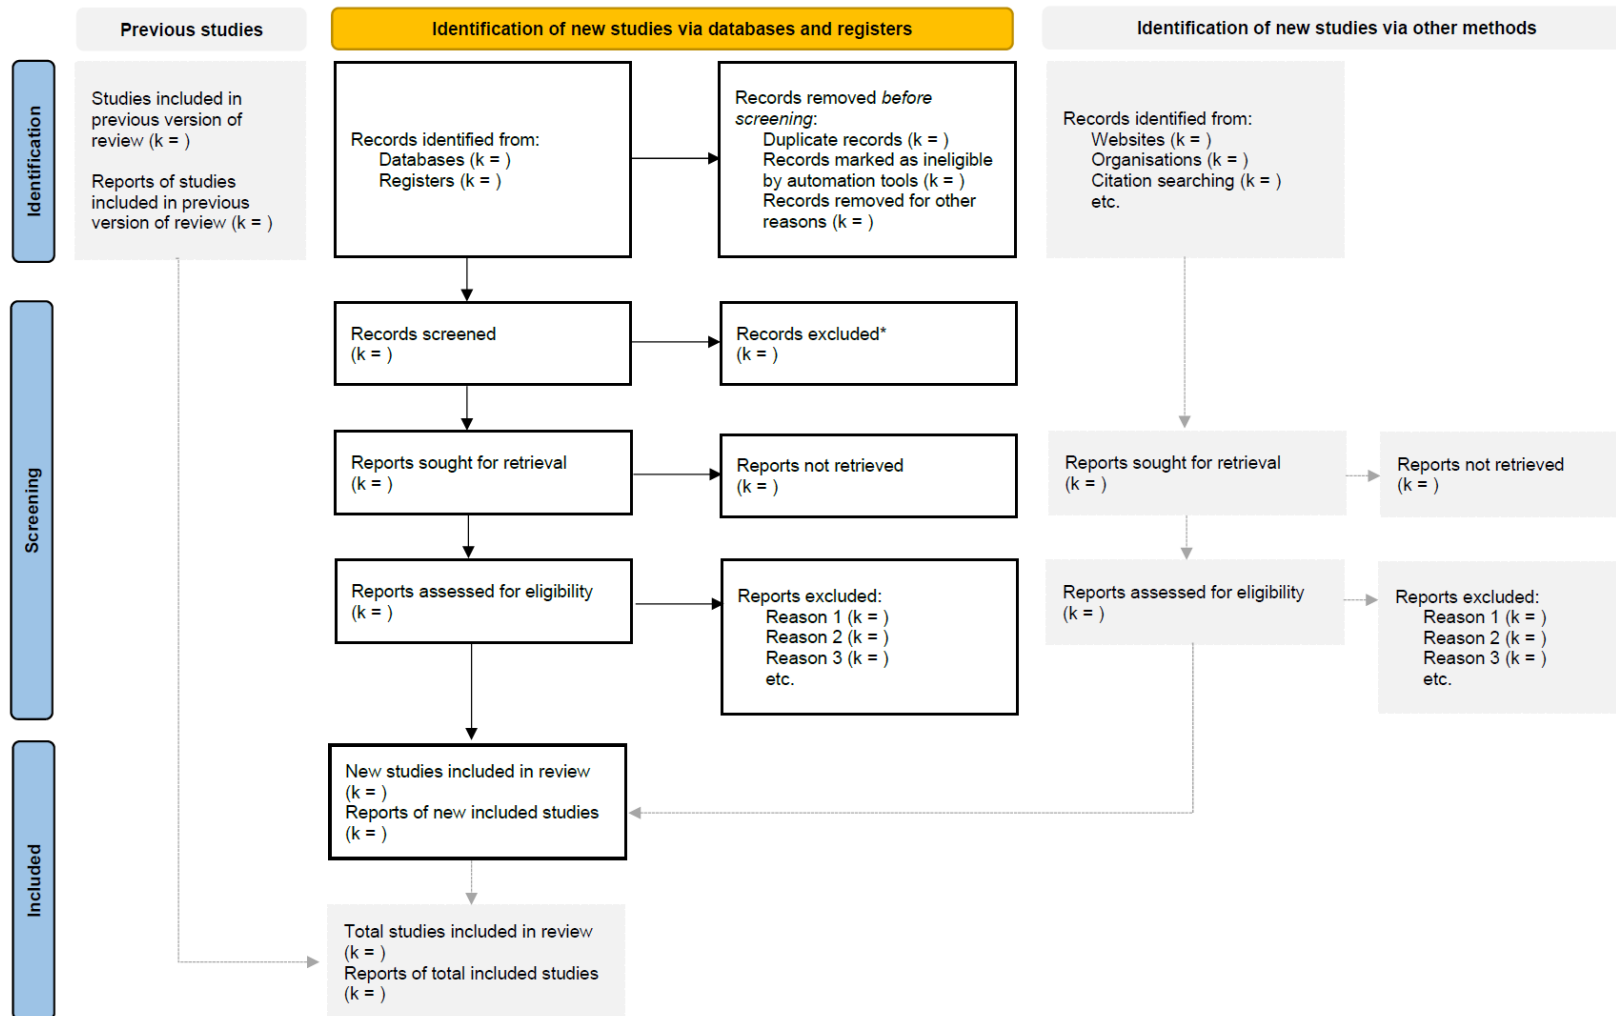 Previous studies
Identification of new studies via databases and registers
Identification of new studies via other methods
Identification
Studies included in
previous version of
review (k = )
Reports of studies
included in previous
version of review (k = )
Records identified from:
Databases (k = )
Registers (k = )
Records removed before
screening:
Duplicate records (k = )
Records marked as ineligible
by automation tools (k = )
Records removed for other
reasons (k = )
Records identified from:
Websites (k = )
Organisations (k = )
Citation searching (k = )
etc.
Screening
Records screened
(k = )
Records excluded*
(k = )
Reports sought for retrieval
(k = )
Reports not retrieved
(k = )
Reports sought for retrieval
(k = )
Reports not retrieved
(k = )
Reports assessed for eligibility
(k = )
Reports excluded:
Reason 1 (k = )
Reason 2 (k = )
Reason 3 (k = )
etc.
Reports assessed for eligibility
(k = )
Reports excluded:
Reason 1 (k = )
Reason 2 (k = )
Reason 3 (k = )
etc.
Included
New studies included in review
(k = )
Reports of new included studies
(k = )
Total studies included in review
(k = )
Reports of total included studies
(k = )